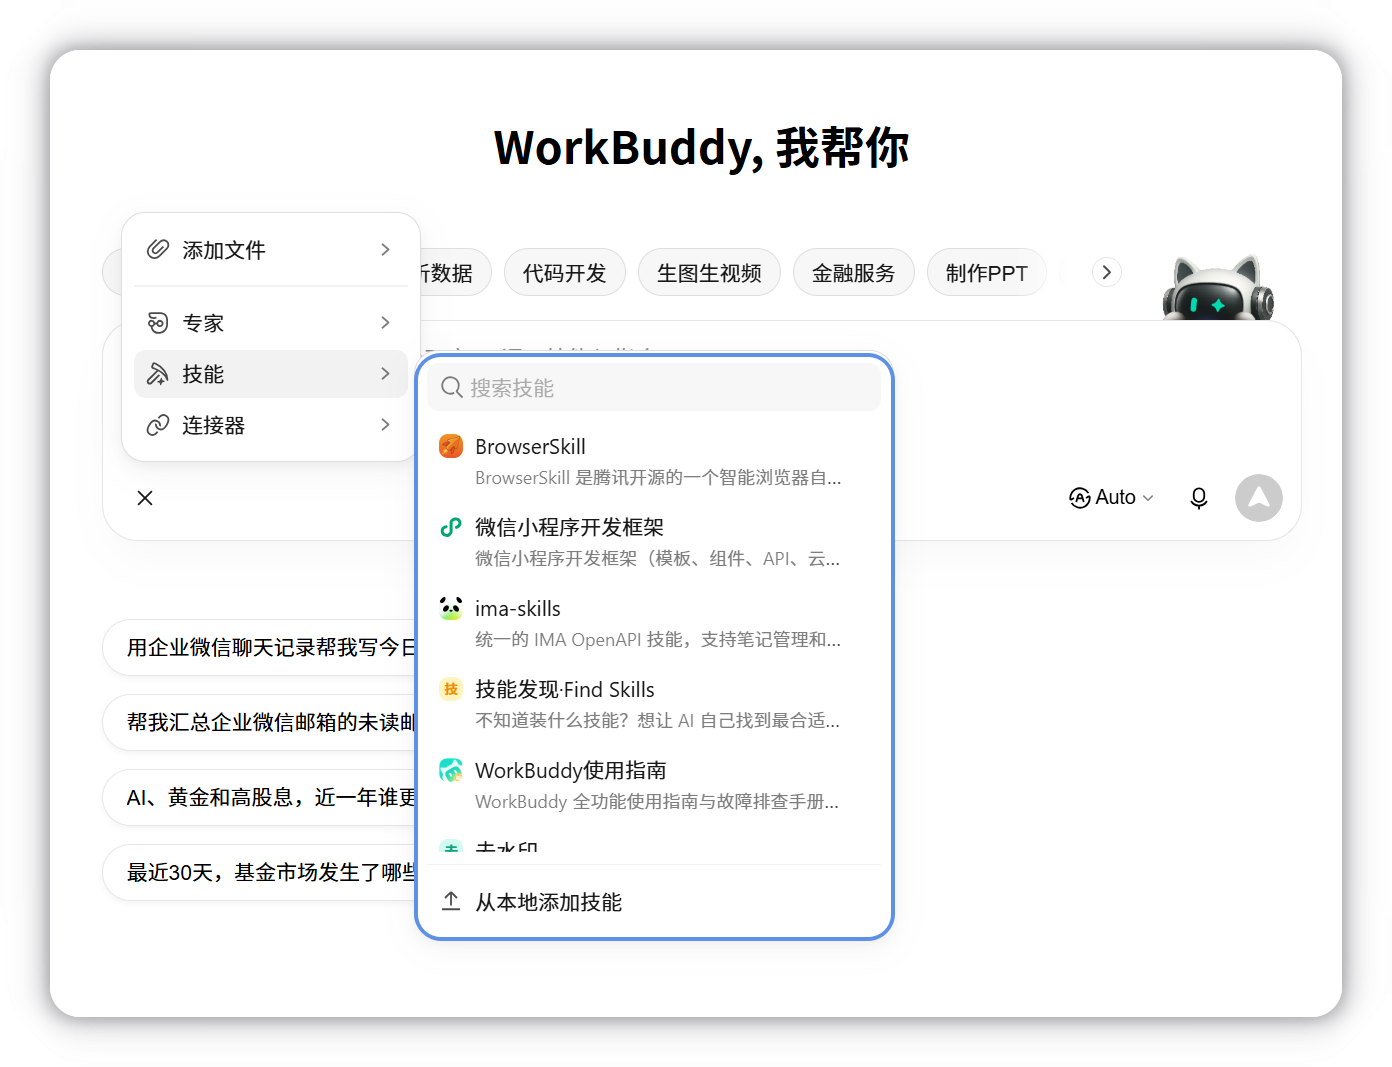 WorkBuddy, 我帮你
添加文件
专家
技能
连接器
数据
代码开发
生图生视频
金融服务
制作PPT
搜索技能
BrowserSkill
BrowserSkill 是腾讯开源的一个智能浏览器自...
微信小程序开发框架
微信小程序开发框架（模板、组件、API、云...
ima-skills
统一的 IMA OpenAPI 技能，支持笔记管理和...
技
技能发现·Find Skills
不知道装什么技能？想让 AI 自己找到最合适...
WorkBuddy使用指南
WorkBuddy 全功能使用指南与故障排查手册...
去水印
从本地添加技能
Auto
用企业微信聊天记录帮我写今日
帮我汇总企业微信邮箱的未读邮
AI、黄金和高股息，近一年谁更
最近30天，基金市场发生了哪些